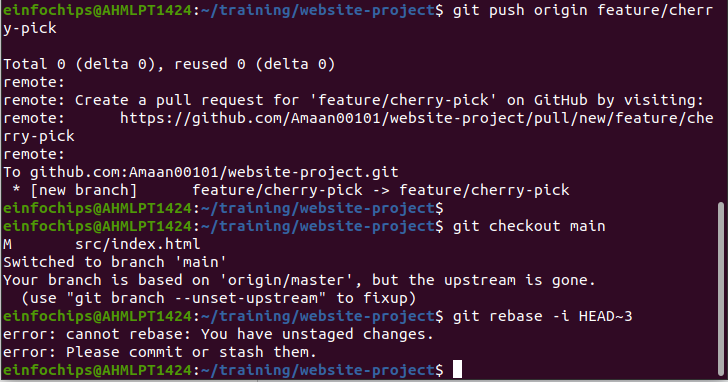 einfochips@AHMLPT1424:~/training/website-project$ git push origin feature/cherr
y-pick
Total 0 (delta 0), reused 0 (delta 0)
remote:
remote: Create a pull request for 'feature/cherry-pick' on GitHub by visiting:
remote:      https://github.com/Amaan00101/website-project/pull/new/feature/che
rry-pick
remote:
To github.com:Amaan00101/website-project.git
 * [new branch]      feature/cherry-pick -> feature/cherry-pick
einfochips@AHMLPT1424:~/training/website-project$
einfochips@AHMLPT1424:~/training/website-project$ git checkout main
M       src/index.html
Switched to branch 'main'
Your branch is based on 'origin/master', but the upstream is gone.
  (use "git branch --unset-upstream" to fixup)
einfochips@AHMLPT1424:~/training/website-project$ git rebase -i HEAD~3
error: cannot rebase: You have unstaged changes.
error: Please commit or stash them.
einfochips@AHMLPT1424:~/training/website-project$